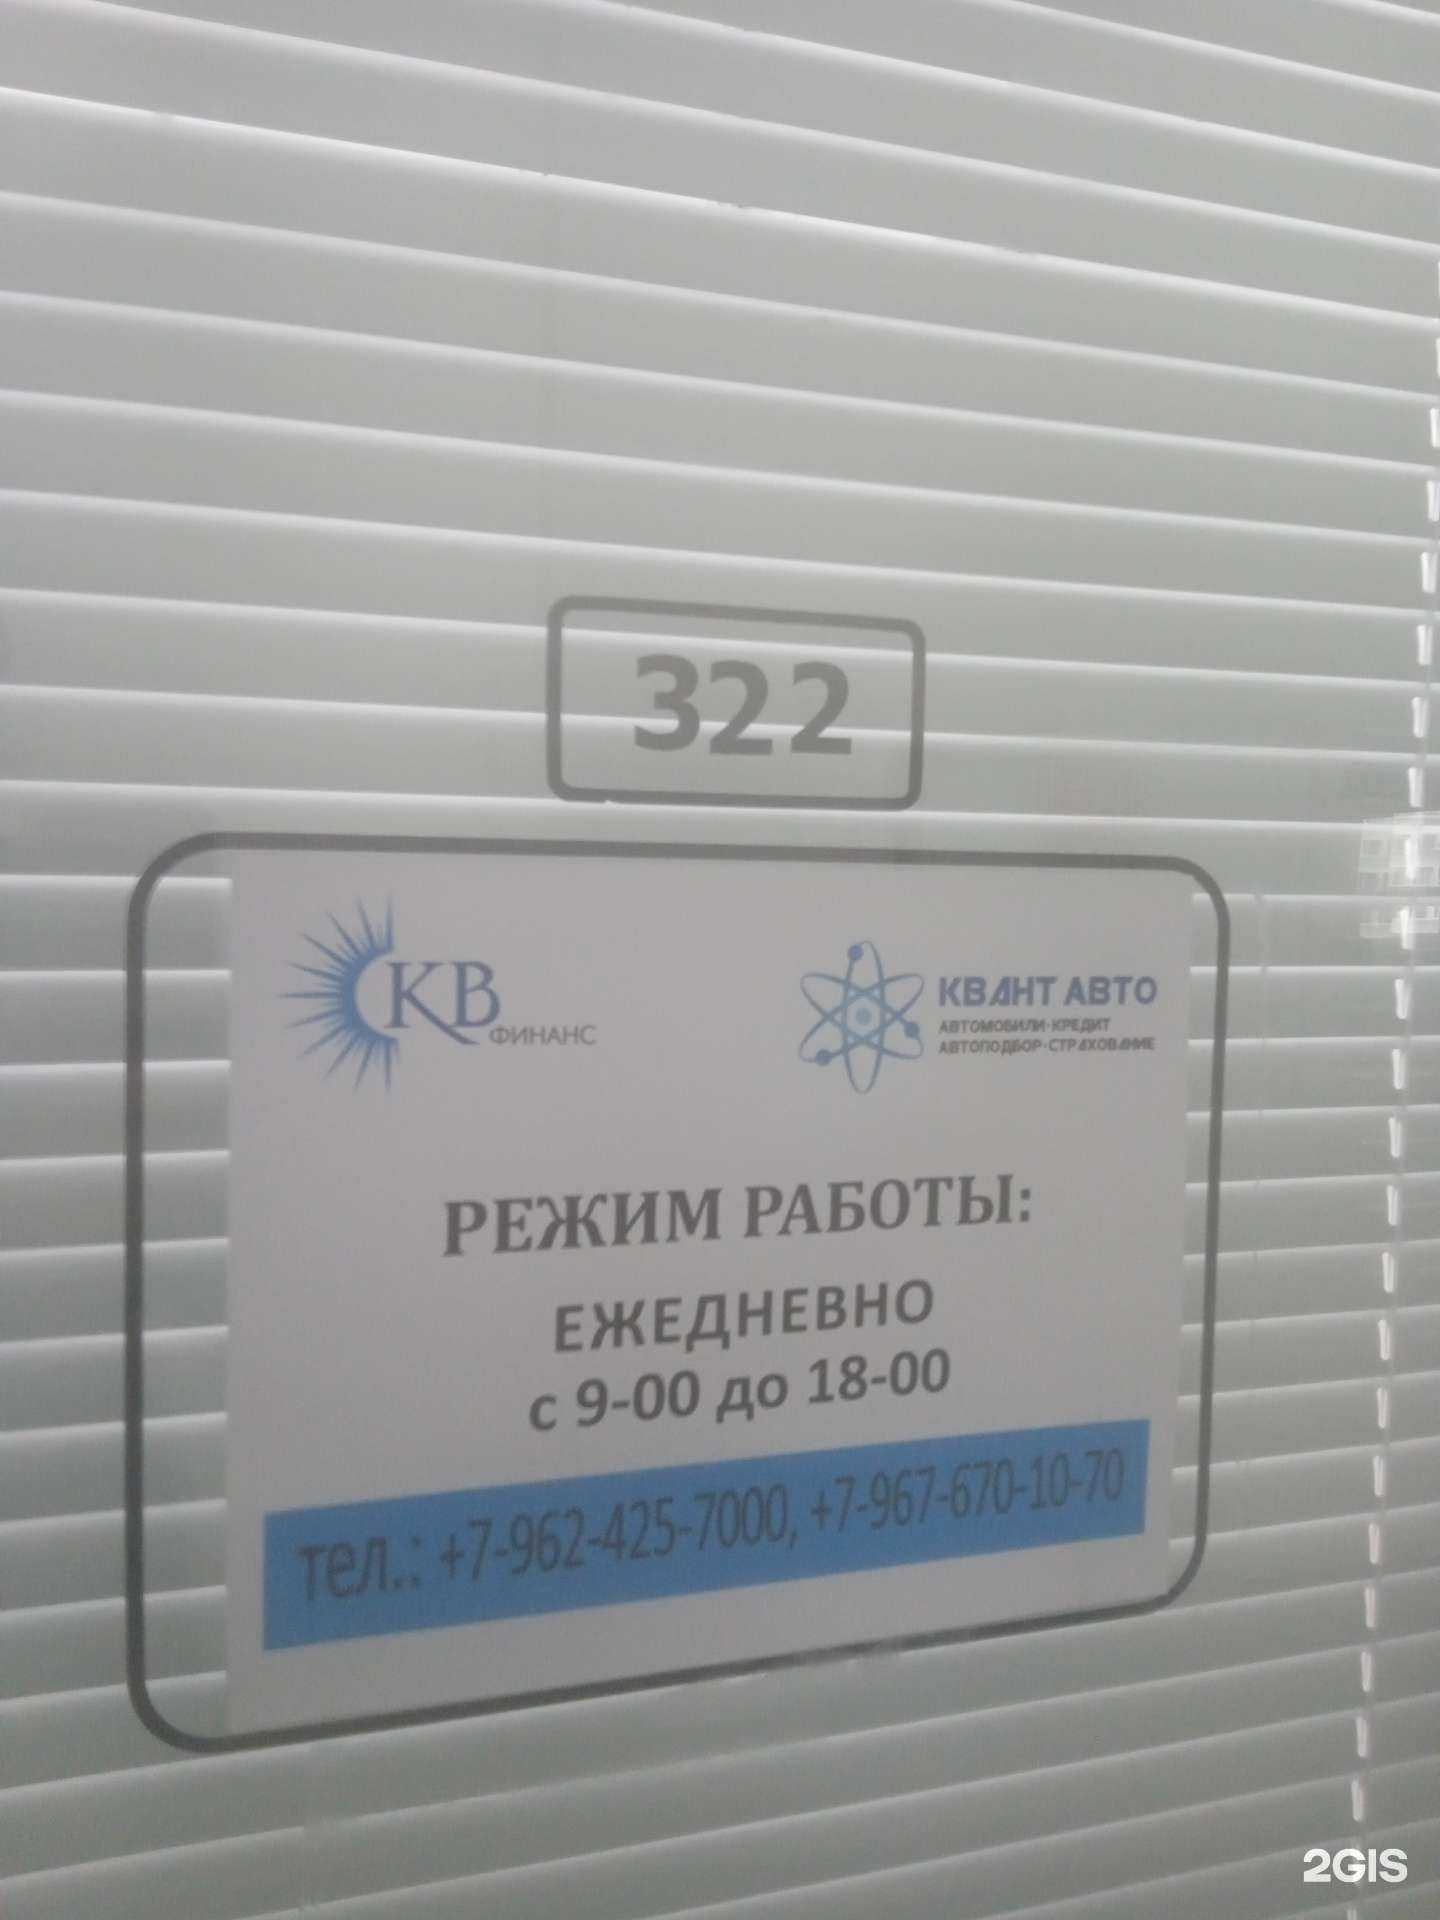 322
КВ
ФИНАНС
КВАНТ АВТО
АВТОМОБИЛИ·КРЕДИТ
АВТОПОДБОР·СТРАХОВАНИЕ
РЕЖИМ РАБОТЫ:
ЕЖЕДНЕВНО
с 9-00 до 18-00
тел.: +7-962-425-7000, +7-967-670-10-70
2GIS